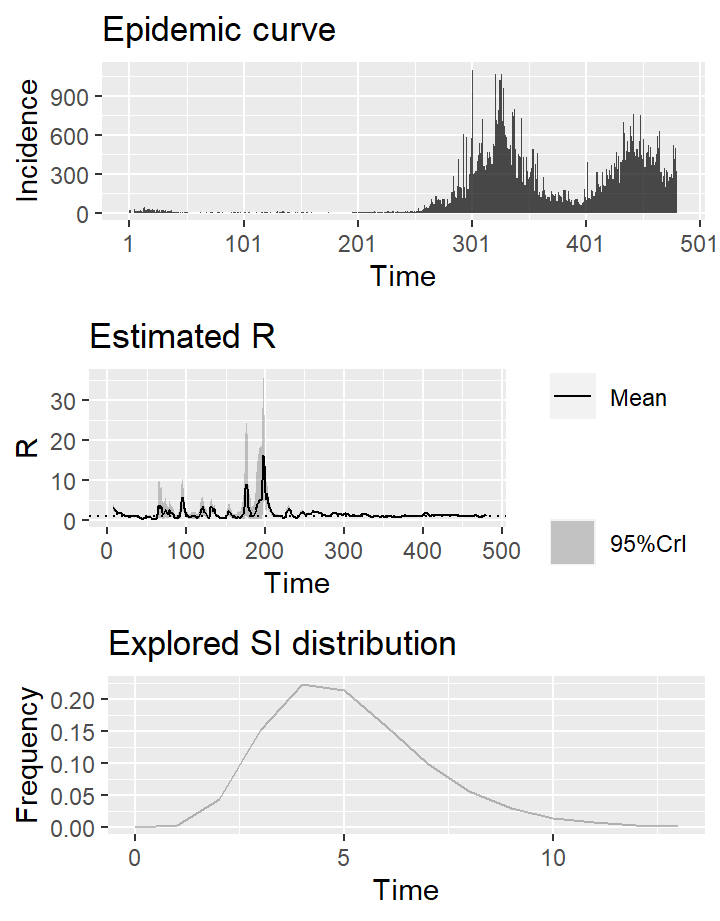 Epidemic curve
Incidence
900
600
300
0
1 101 201 301 401 501
Time
Estimated R
R
30
20
10
0
0 100 200 300 400 500
Time
Mean
95%CrI
Explored SI distribution
Frequency
0.20
0.15
0.10
0.05
0.00
0 5 10
Time